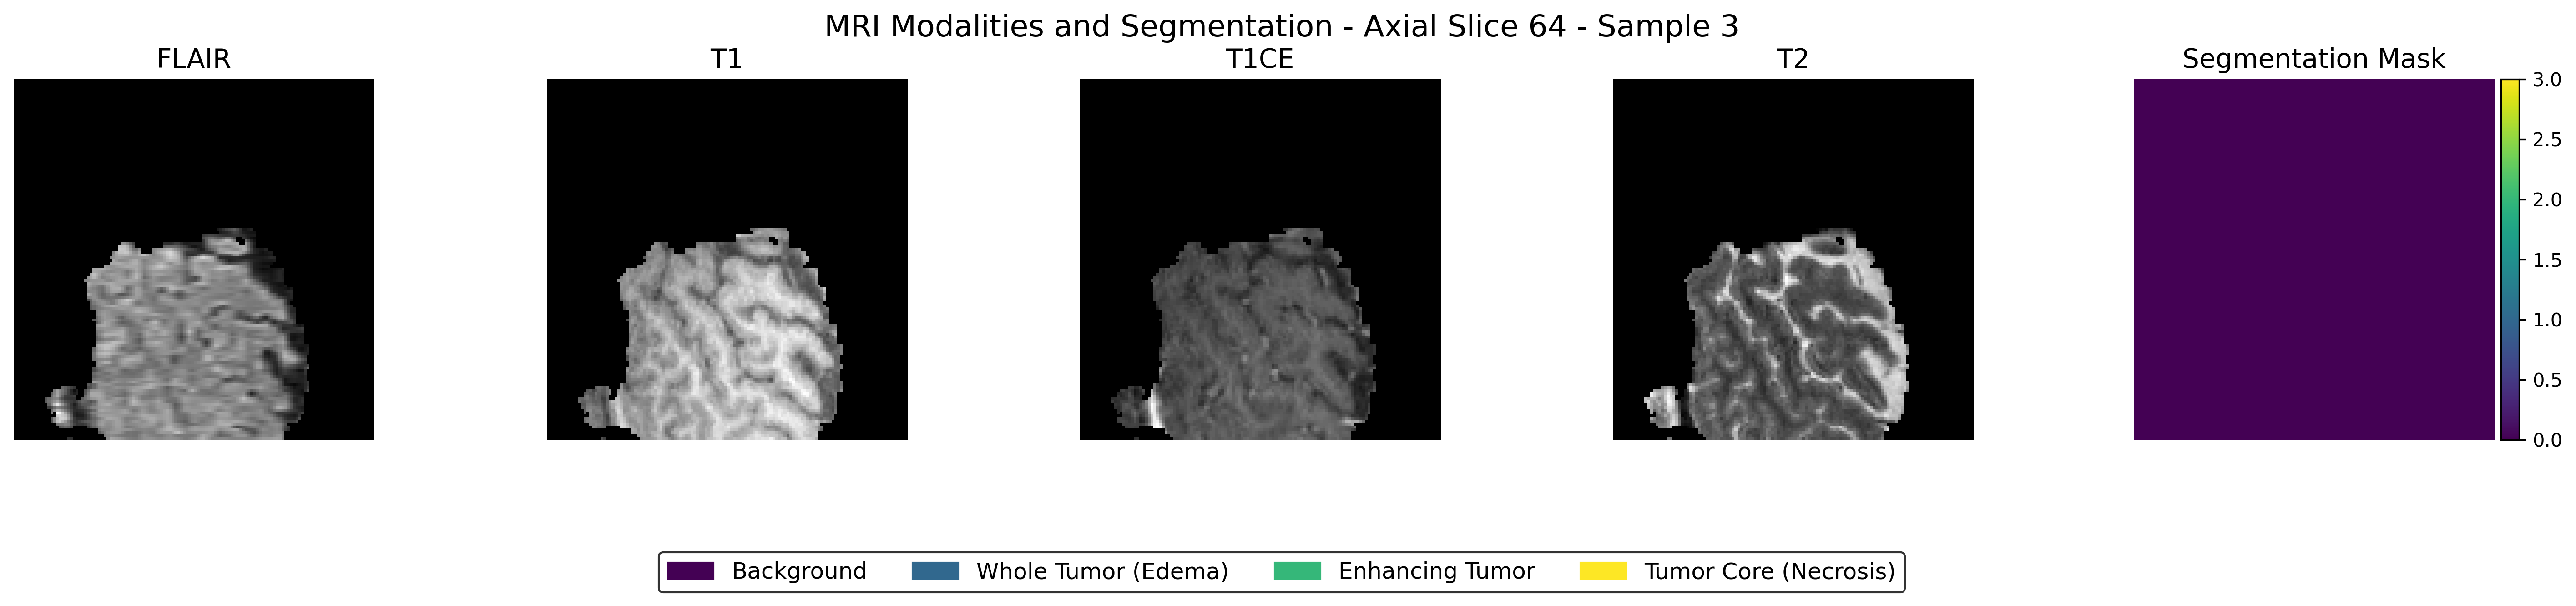 MRI Modalities and Segmentation - Axial Slice 64 - Sample 3
FLAIR
T1
T1CE
T2
Segmentation Mask
3.0
2.5
2.0
1.5
1.0
0.5
0.0
Background
Whole Tumor (Edema)
Enhancing Tumor
Tumor Core (Necrosis)